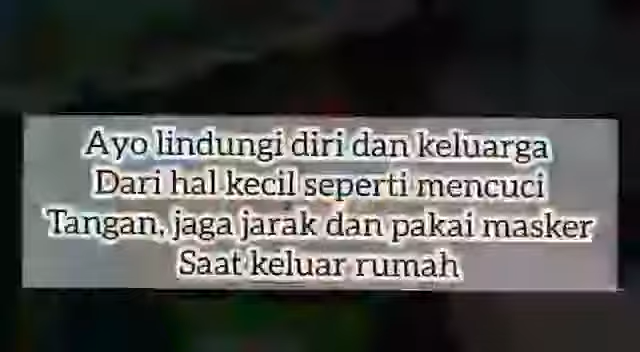 Ayo lindungi diri dan keluarga
Dari hal kecil seperti mencuci
Tangan, jaga jarak dan pakai masker
Saat keluar rumah